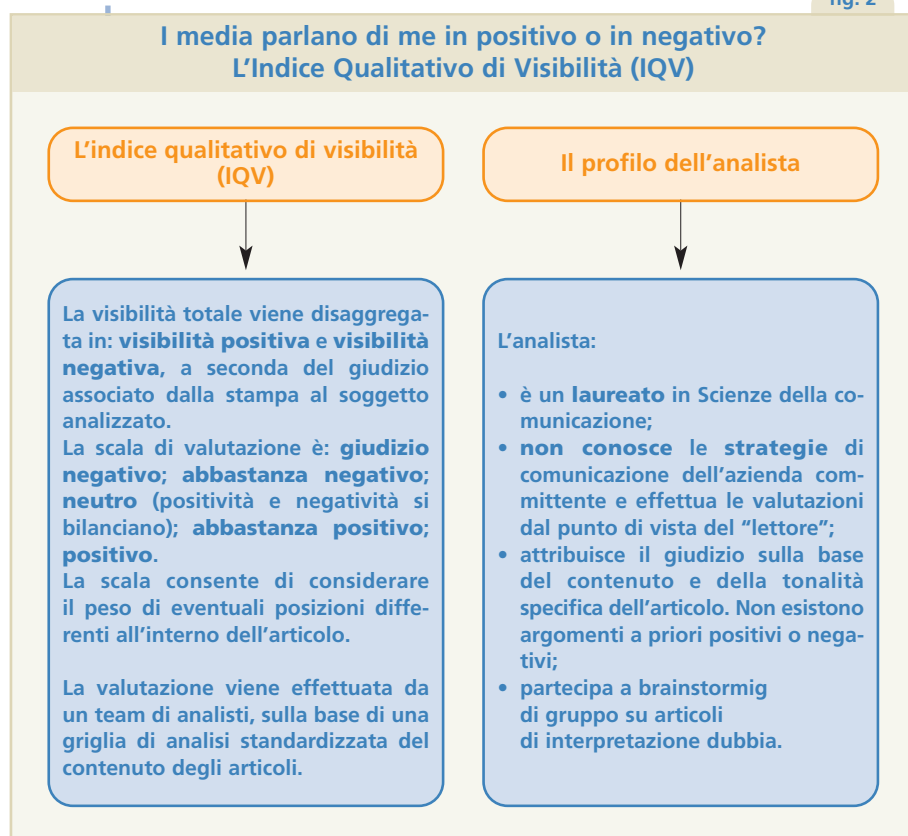 fig. 2
I media parlano di me in positivo o in negativo?
L’Indice Qualitativo di Visibilità (IQV)
L’indice qualitativo di visibilità
(IQV)
La visibilità totale viene disaggrega-
ta in: visibilità positiva e visibilità
negativa, a seconda del giudizio
associato dalla stampa al soggetto
analizzato.
La scala di valutazione è: giudizio
negativo; abbastanza negativo;
neutro (positività e negatività si
bilanciano); abbastanza positivo;
positivo.
La scala consente di considerare
il peso di eventuali posizioni diffe-
renti all’interno dell’articolo.
La valutazione viene effettuata da
un team di analisti, sulla base di una
griglia di analisi standardizzata del
contenuto degli articoli.
Il profilo dell’analista
L’analista:
• è un laureato in Scienze della co-
municazione;
• non conosce le strategie di
comunicazione dell’azienda com-
mittente e effettua le valutazioni
dal punto di vista del “lettore”;
• attribuisce il giudizio sulla base
del contenuto e della tonalità
specifica dell’articolo. Non esistono
argomenti a priori positivi o nega-
tivi;
• partecipa a brainstormig
di gruppo su articoli
di interpretazione dubbia.